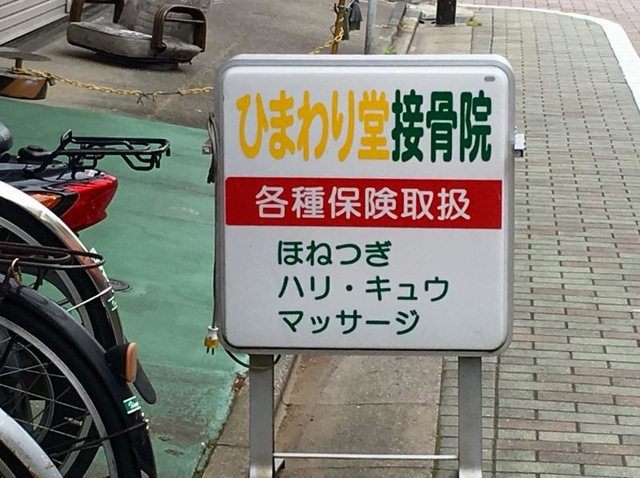 ひまわり堂接骨院
各種保険取扱
ほねつぎ
ハリ・キュウ
マッサージ